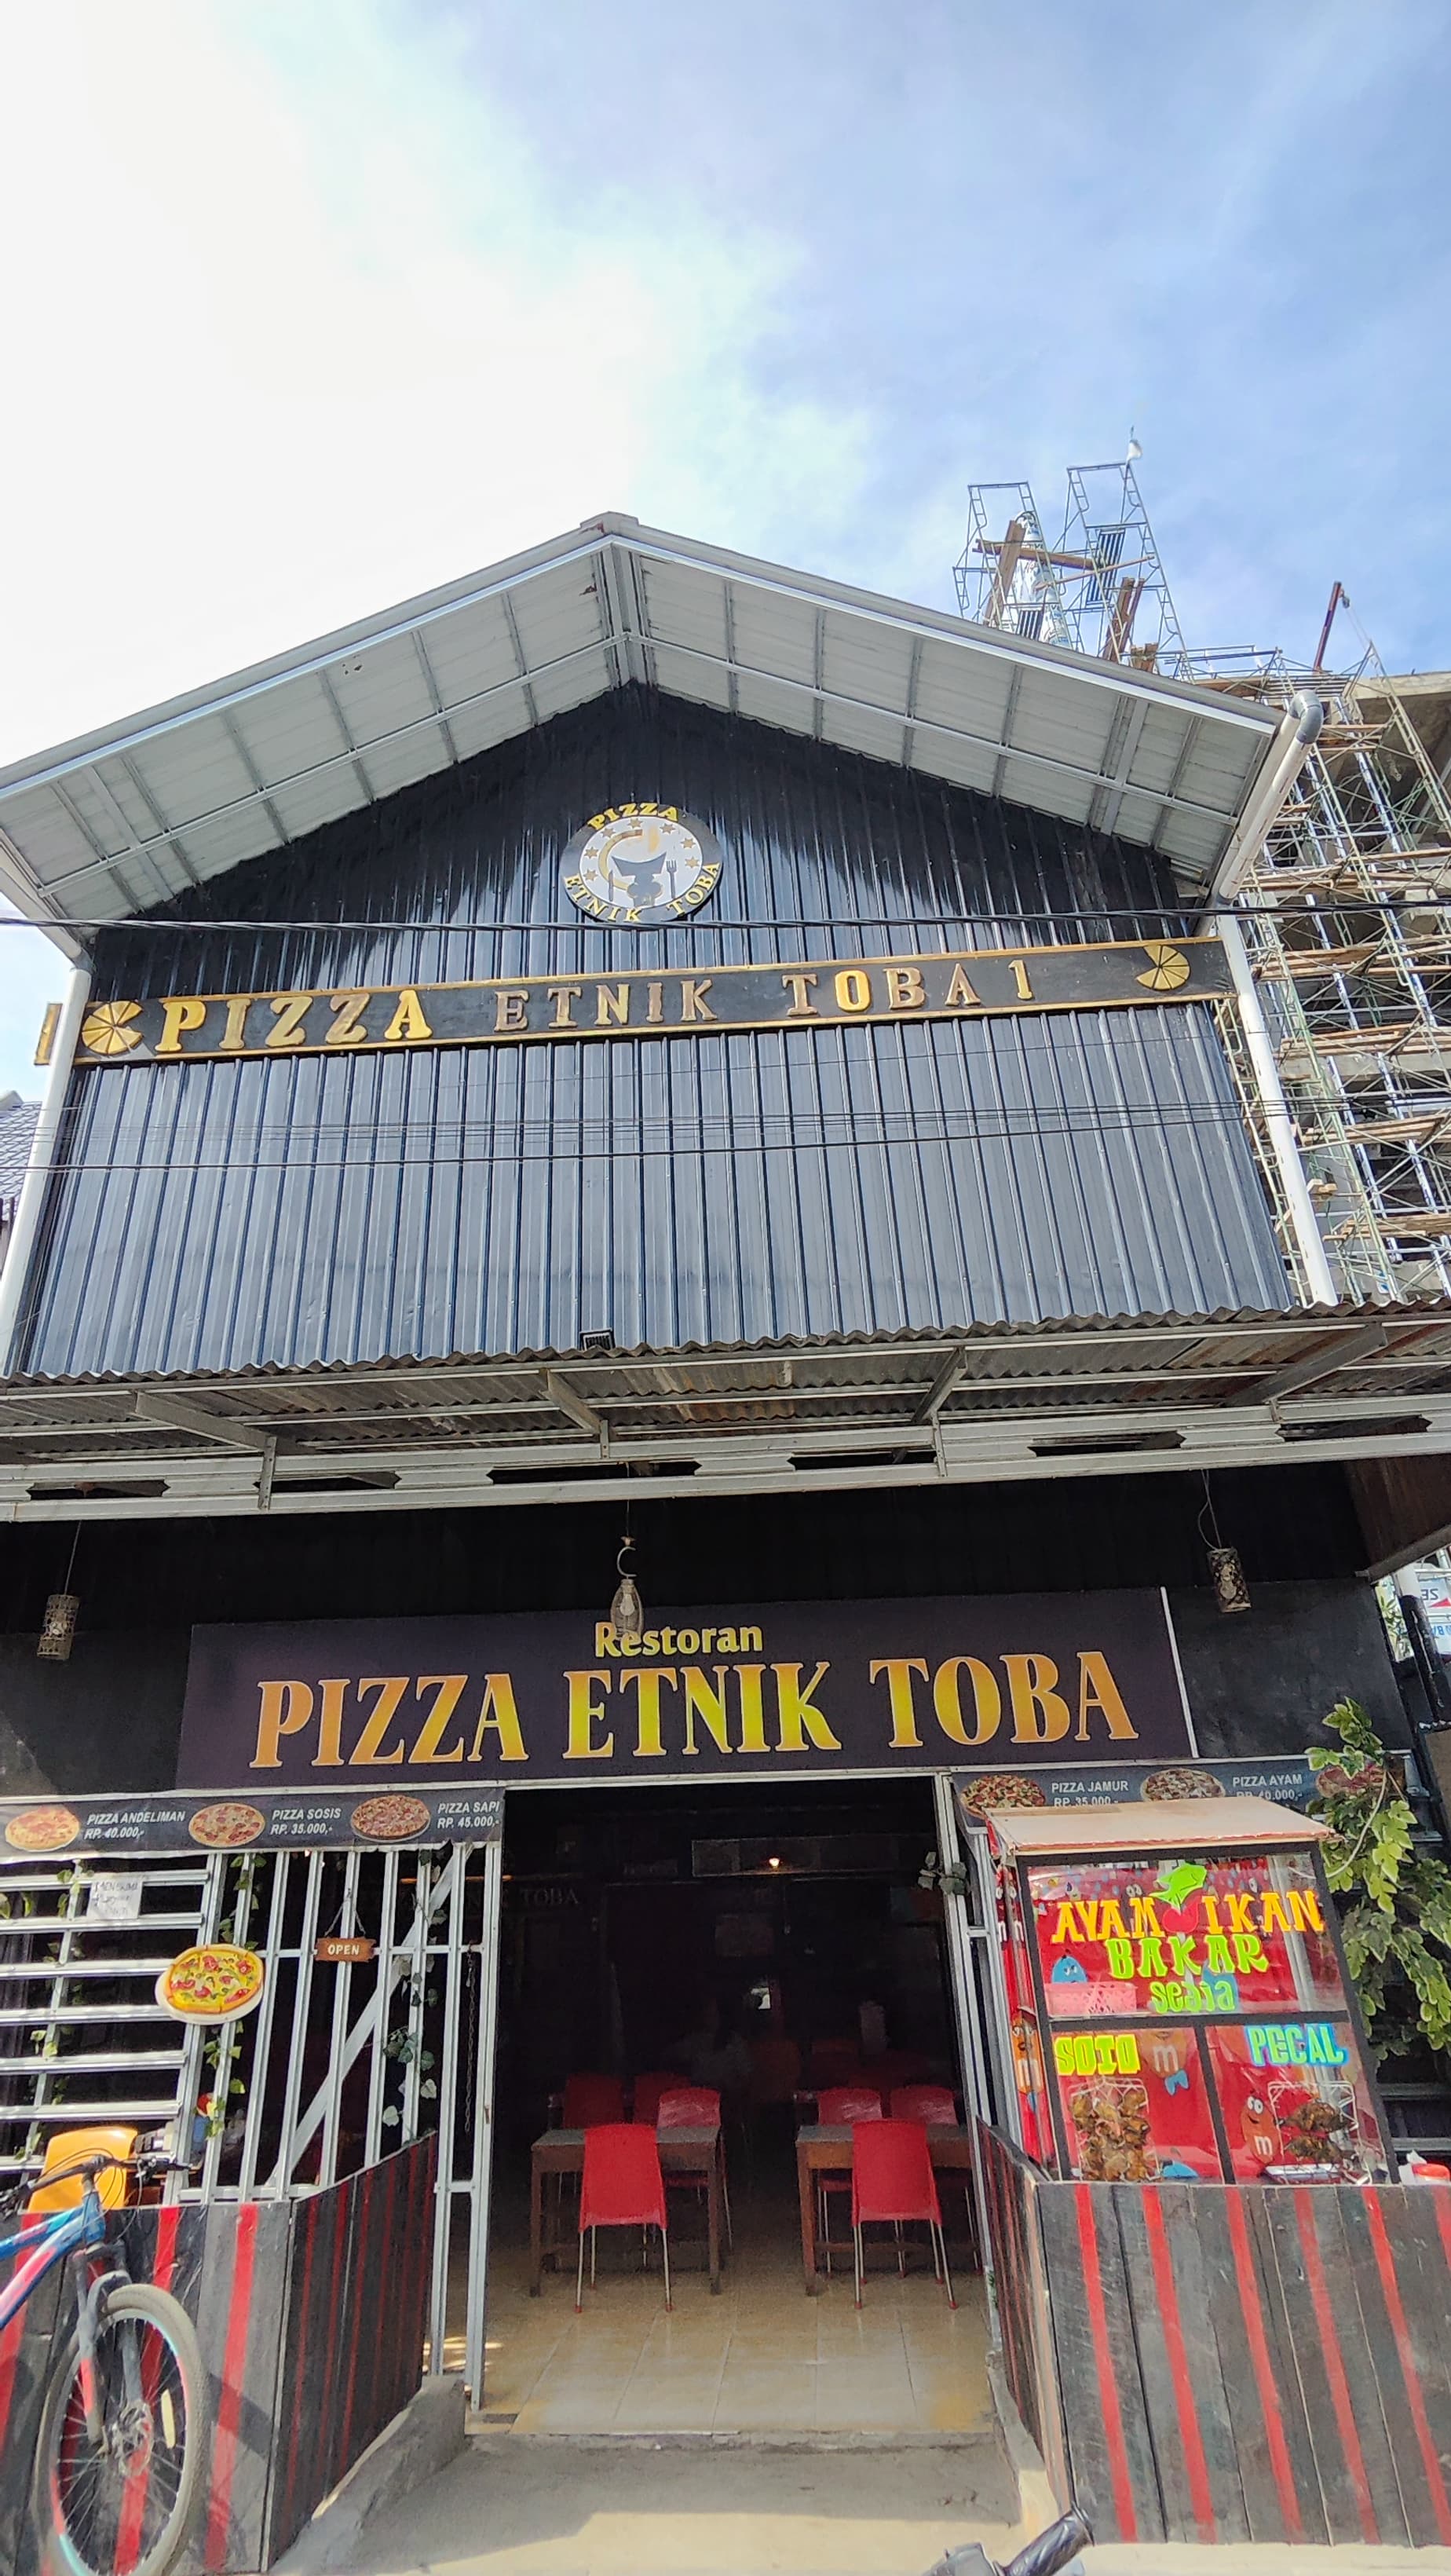 PIZZA
ETNIK TOBA
PIZZA ETNIK TOBA 1
Restoran
PIZZA ETNIK TOBA
PIZZA ANDELIMAN
RP. 40.000,-
PIZZA SOSIS
RP. 35.000,-
PIZZA SAPI
RP. 45.000,-
PIZZA JAMUR
RP. 35.000,-
PIZZA AYAM
OPEN
TOBA
AYAM IKAN
BAKAR
SOTO
PECAL
m
m